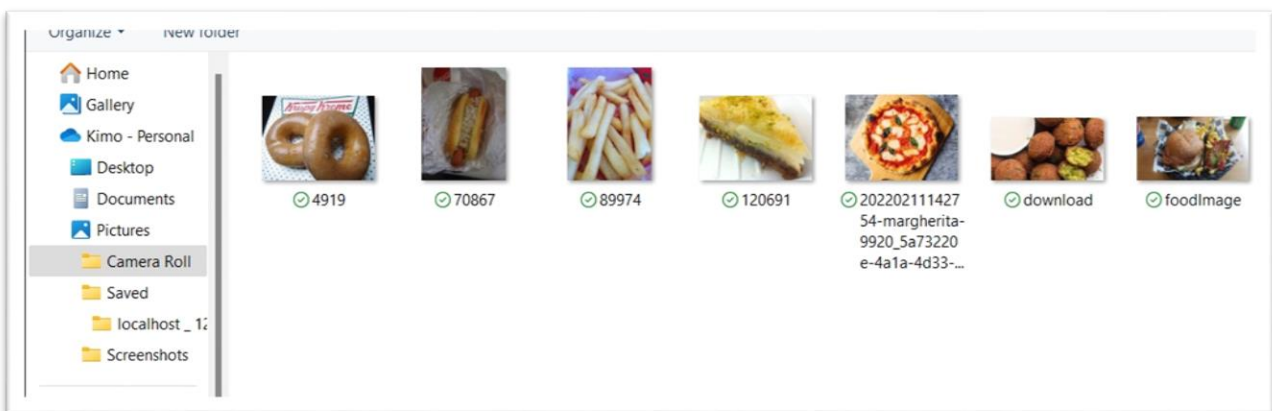 Organize
New folder
Home
Gallery
Kimo - Personal
Desktop
Documents
Pictures
Camera Roll
Saved
localhost _ 12
Screenshots
Krispy Kreme
4919
70867
89974
120691
202202111427
54-margherita-
9920_5a73220
e-4a1a-4d33-...
download
foodImage